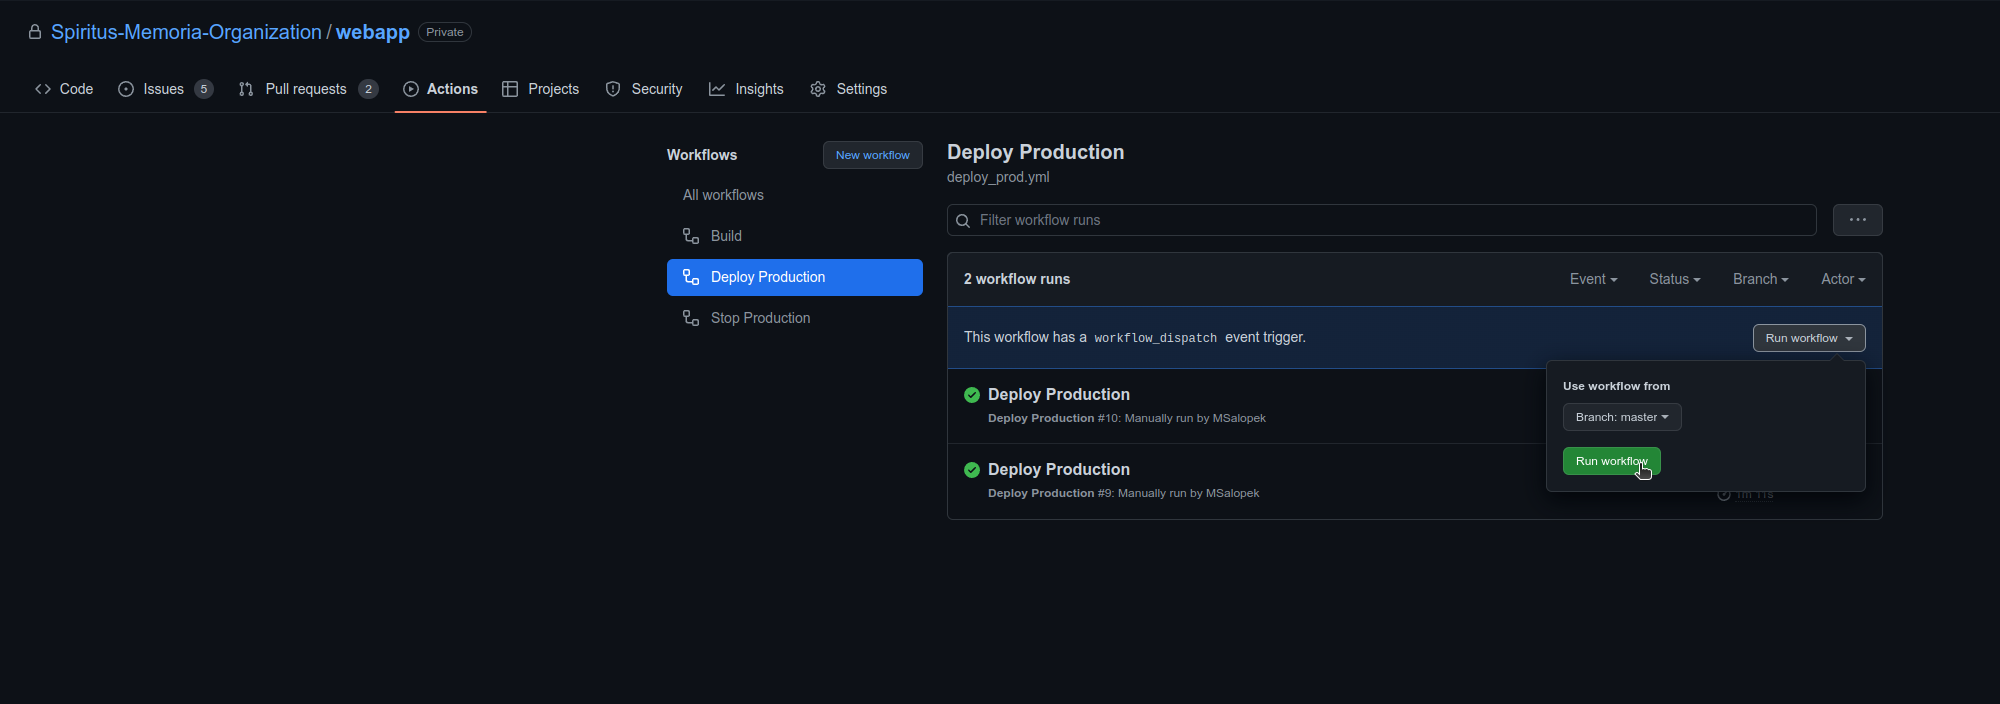 Spiritus-Memoria-Organization / webapp Private
Code Issues 5 Pull requests 2 Actions Projects Security Insights Settings
Workflows New workflow
All workflows
Build
Deploy Production
Stop Production
Deploy Production
deploy_prod.yml
Filter workflow runs ...
2 workflow runs Event Status Branch Actor
This workflow has a workflow_dispatch event trigger. Run workflow
Use workflow from
Branch: master
Run workflow
Deploy Production
Deploy Production #10: Manually run by MSalopek
Deploy Production
Deploy Production #9: Manually run by MSalopek
1m 11s